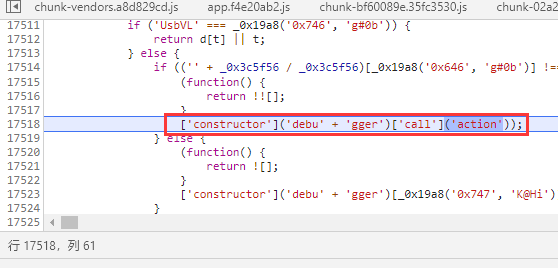 chunk-vendors.a8d829cd.js app.f4e20ab2.js chunk-bf60089e.35fc3530.js chunk-02a2
17511 if ('UsbVL' === _0x19a8('0x746', 'g#0b')) {
17512 return d[t] || t;
17513 } else {
17514 if (('' + _0x3c5f56 / _0x3c5f56)[_0x19a8('0x646', 'g#0b')] !==
17515 (function() {
17516 return !![];
17517 }
17518 ['constructor']('debu' + 'gger')['call']('action'));
17519 } else {
17520 (function() {
17521 return ![];
17522 }
17523 ['constructor']('debu' + 'gger')[_0x19a8('0x747', 'K@Hi')
17524 }
17525
行 17518，列 61